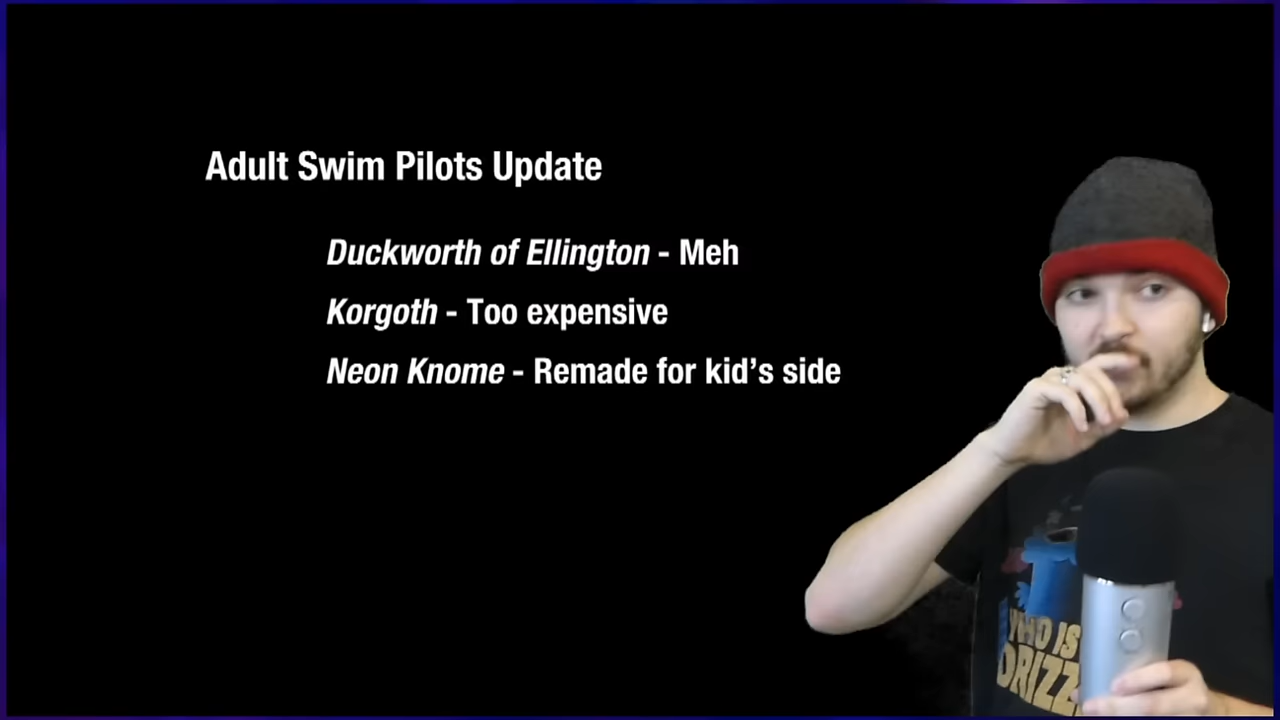 Adult Swim Pilots Update
Duckworth of Ellington - Meh
Korgoth - Too expensive
Neon Knome - Remade for kid's side
WHO IS
DRIZZ